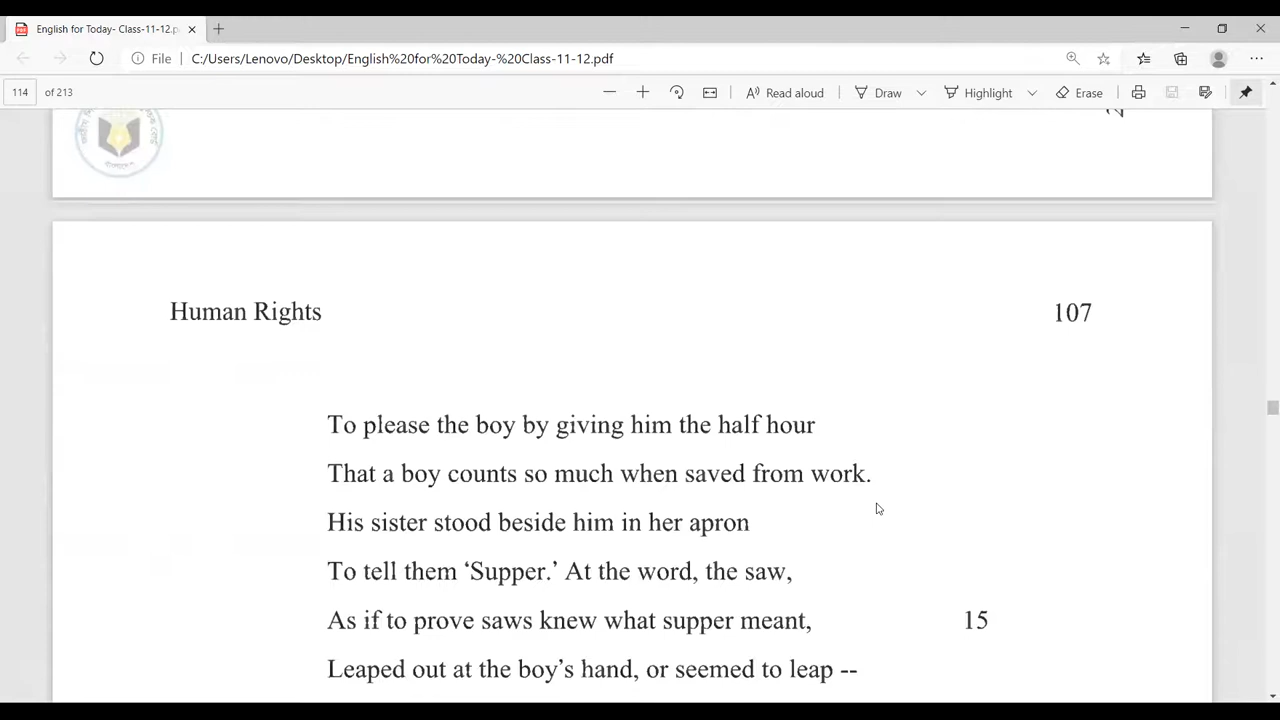 English for Today- Class-11-12.p
File C:/Users/Lenovo/Desktop/English%20for%20Today-%20Class-11-12.pdf
114 of 213 Read aloud Draw Highlight Erase
Human Rights 107
To please the boy by giving him the half hour
That a boy counts so much when saved from work.
His sister stood beside him in her apron
To tell them ‘Supper.’ At the word, the saw,
As if to prove saws knew what supper meant, 15
Leaped out at the boy’s hand, or seemed to leap --